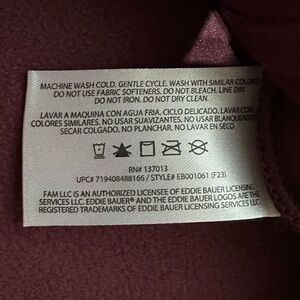 MACHINE WASH COLD. GENTLE CYCLE. WASH WITH SIMILAR COLORS.
DO NOT USE FABRIC SOFTENERS. DO NOT BLEACH. LINE DRY.
DO NOT IRON. DO NOT DRY CLEAN.
LAVAR A MAQUINA CON AGUA FRIA. CICLO DELICADO. LAVAR CON
COLORES SIMILARES. NO USAR SUAVIZANTES. NO USAR BLANQUEADOR.
SECAR COLGADO. NO PLANCHAR. NO LAVAR EN SECO.
RN# 137013
UPC# 719408488166 / STYLE# EB001061 (F23)
FAM LLC IS AN AUTHORIZED LICENSEE OF EDDIE BAUER LICENSING
SERVICES LLC. EDDIE BAUER® AND THE EDDIE BAUER LOGOS ARE THE
REGISTERED TRADEMARKS OF EDDIE BAUER LICENSING SERVICES LLC